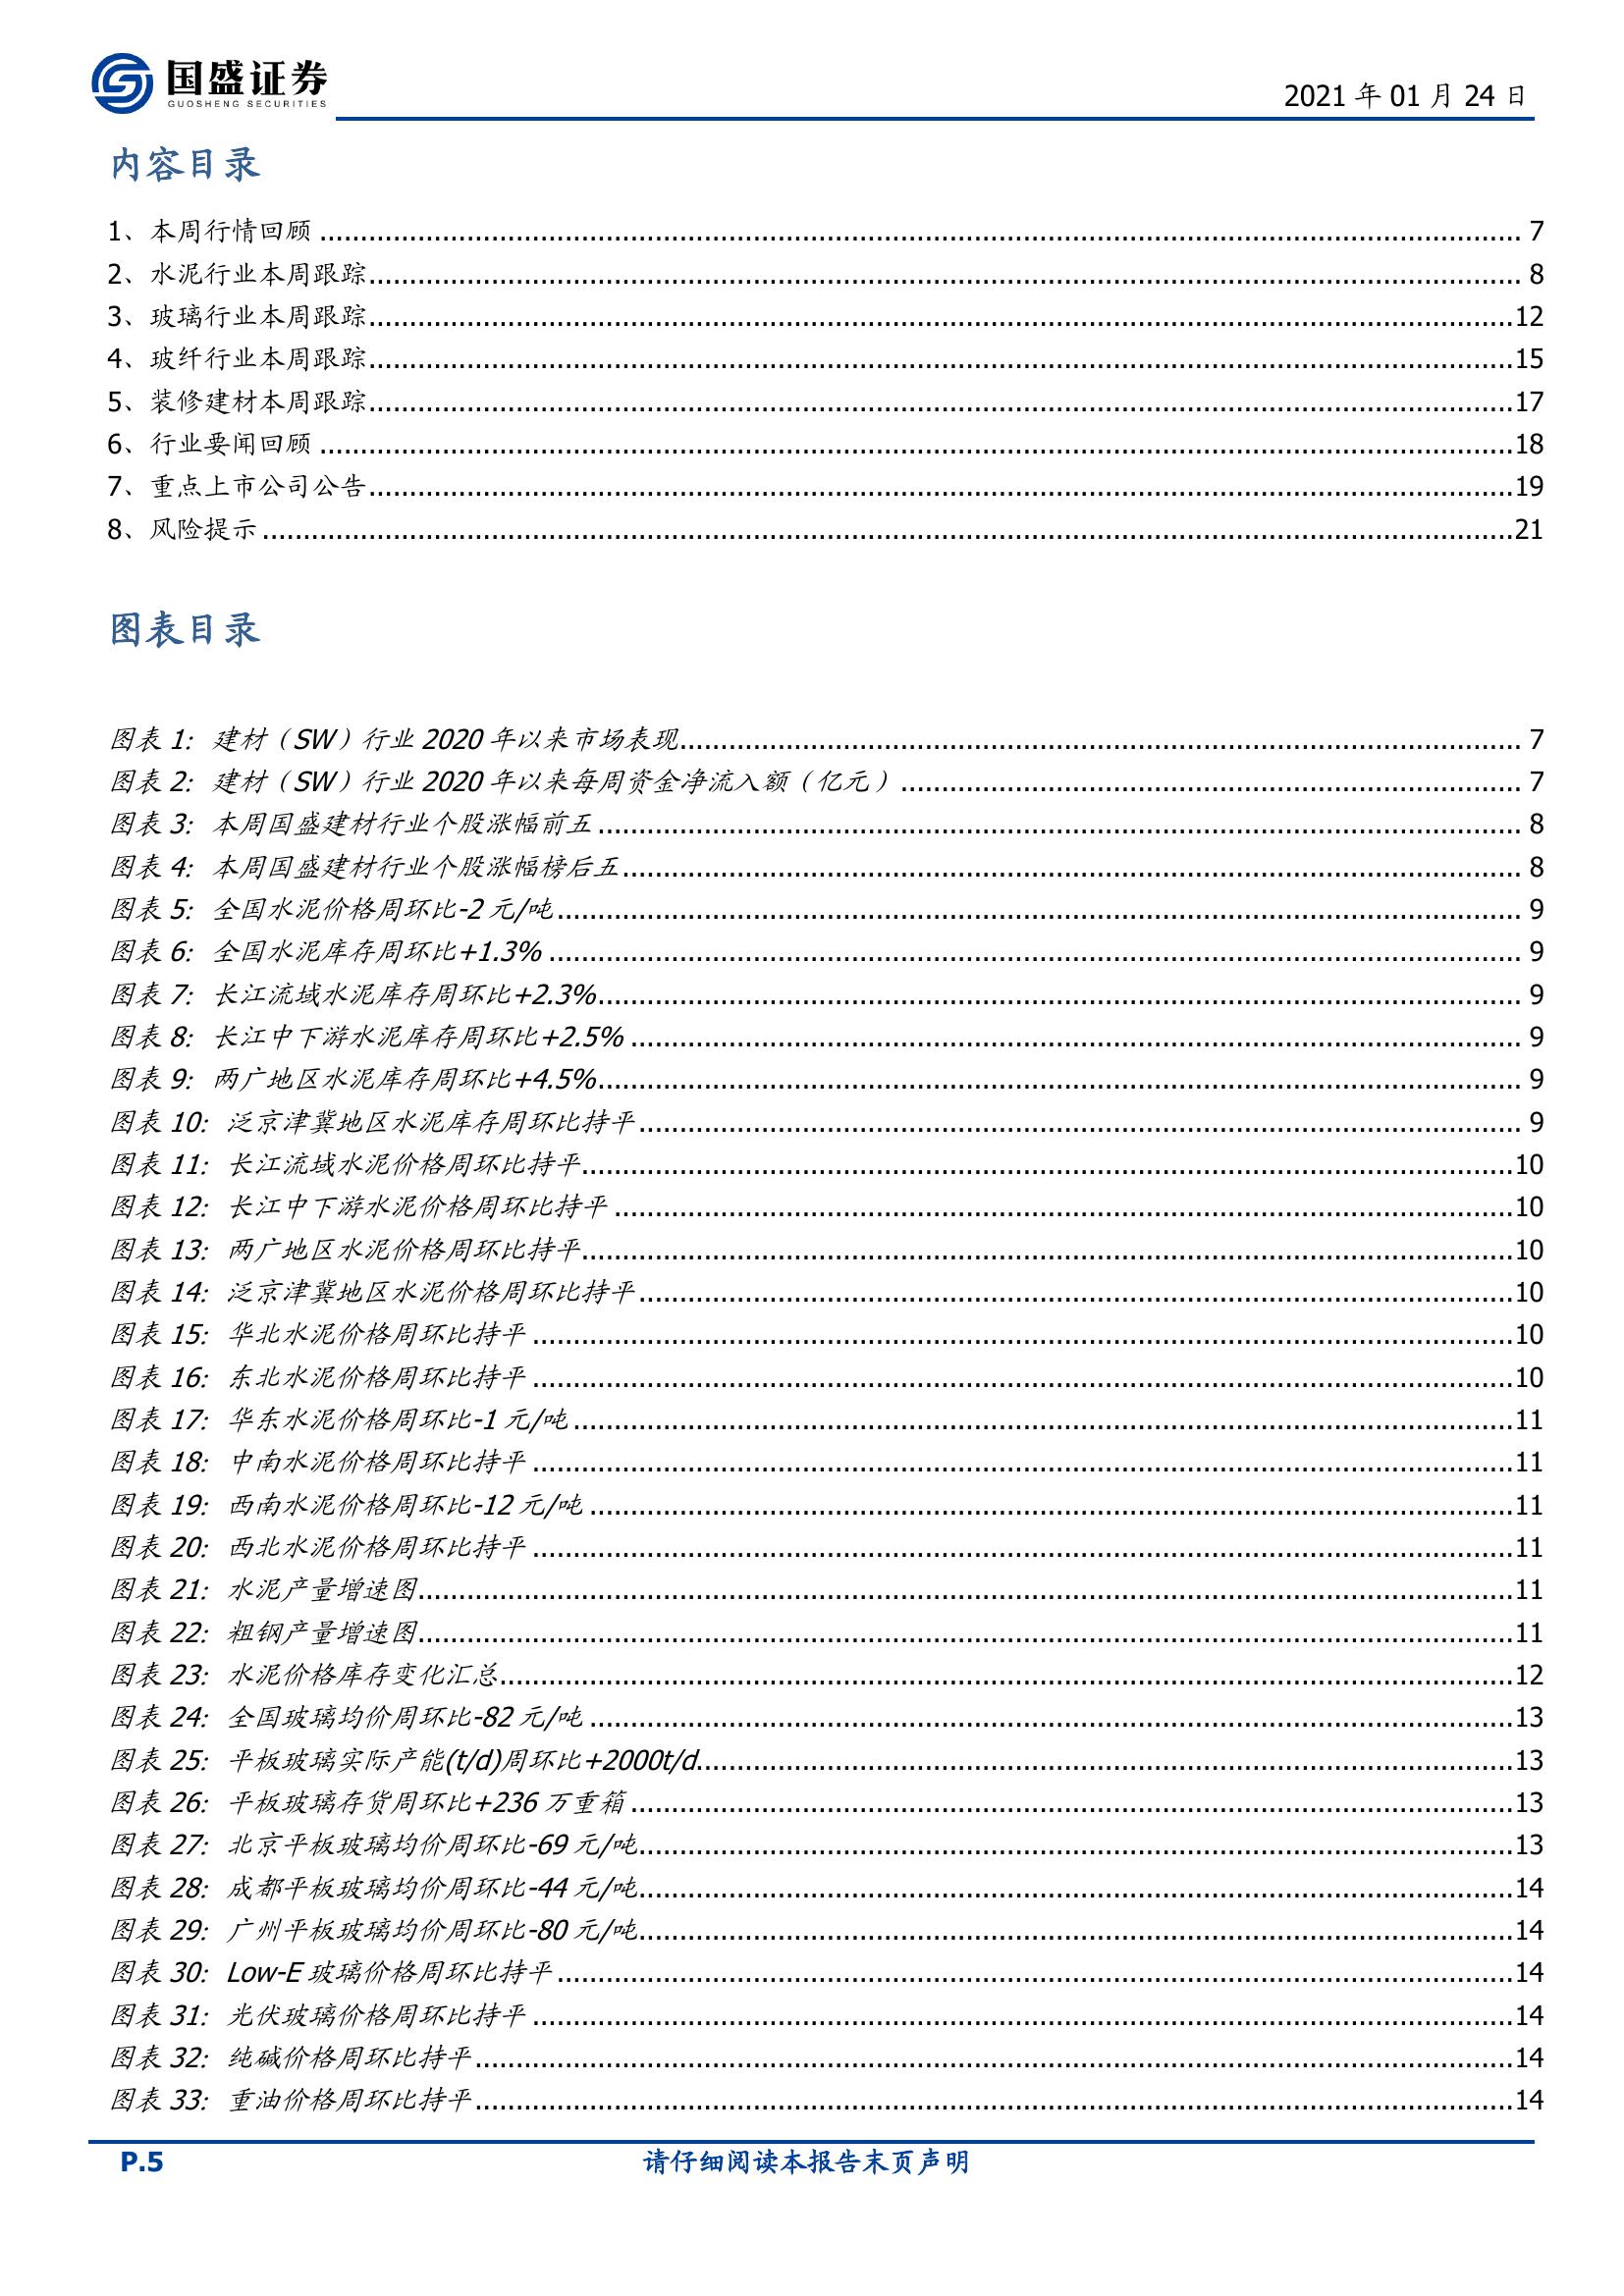 国盛证券
GUOSHENG SECURITIES
2021 年 01 月 24 日
内容目录
1、本周行情回顾 7
2、水泥行业本周跟踪 8
3、玻璃行业本周跟踪 12
4、玻纤行业本周跟踪 15
5、装修建材本周跟踪 17
6、行业要闻回顾 18
7、重点上市公司公告 19
8、风险提示 21
图表目录
图表 1: 建材（SW）行业 2020 年以来市场表现 7
图表 2: 建材（SW）行业 2020 年以来每周资金净流入额（亿元） 7
图表 3: 本周国盛建材行业个股涨幅前五 8
图表 4: 本周国盛建材行业个股涨幅榜后五 8
图表 5: 全国水泥价格周环比-2 元/吨 9
图表 6: 全国水泥库存周环比+1.3% 9
图表 7: 长江流域水泥库存周环比+2.3% 9
图表 8: 长江中下游水泥库存周环比+2.5% 9
图表 9: 两广地区水泥库存周环比+4.5% 9
图表 10: 泛京津冀地区水泥库存周环比持平 9
图表 11: 长江流域水泥价格周环比持平 10
图表 12: 长江中下游水泥价格周环比持平 10
图表 13: 两广地区水泥价格周环比持平 10
图表 14: 泛京津冀地区水泥价格周环比持平 10
图表 15: 华北水泥价格周环比持平 10
图表 16: 东北水泥价格周环比持平 10
图表 17: 华东水泥价格周环比-1 元/吨 11
图表 18: 中南水泥价格周环比持平 11
图表 19: 西南水泥价格周环比-12 元/吨 11
图表 20: 西北水泥价格周环比持平 11
图表 21: 水泥产量增速图 11
图表 22: 粗钢产量增速图 11
图表 23: 水泥价格库存变化汇总 12
图表 24: 全国玻璃均价周环比-82 元/吨 13
图表 25: 平板玻璃实际产能(t/d)周环比+2000t/d 13
图表 26: 平板玻璃存货周环比+236 万重箱 13
图表 27: 北京平板玻璃均价周环比-69 元/吨 13
图表 28: 成都平板玻璃均价周环比-44 元/吨 14
图表 29: 广州平板玻璃均价周环比-80 元/吨 14
图表 30: Low-E 玻璃价格周环比持平 14
图表 31: 光伏玻璃价格周环比持平 14
图表 32: 纯碱价格周环比持平 14
图表 33: 重油价格周环比持平 14
P.5 请仔细阅读本报告末页声明